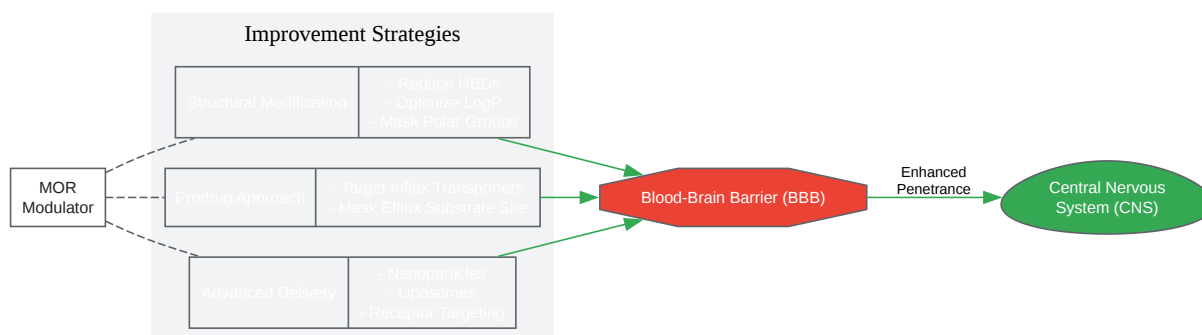 Improvement Strategies
MOR
Modulator
Structural Modification
- Reduce HBDs
- Optimize LogP
- Mask Polar Groups
Prodrug Approach
- Target Influx Transporters
- Mask Efflux Substrate Site
Advanced Delivery
- Nanoparticles
- Liposomes
- Receptor Targeting
Blood-Brain Barrier (BBB)
Enhanced
Penetrance
Central Nervous
System (CNS)